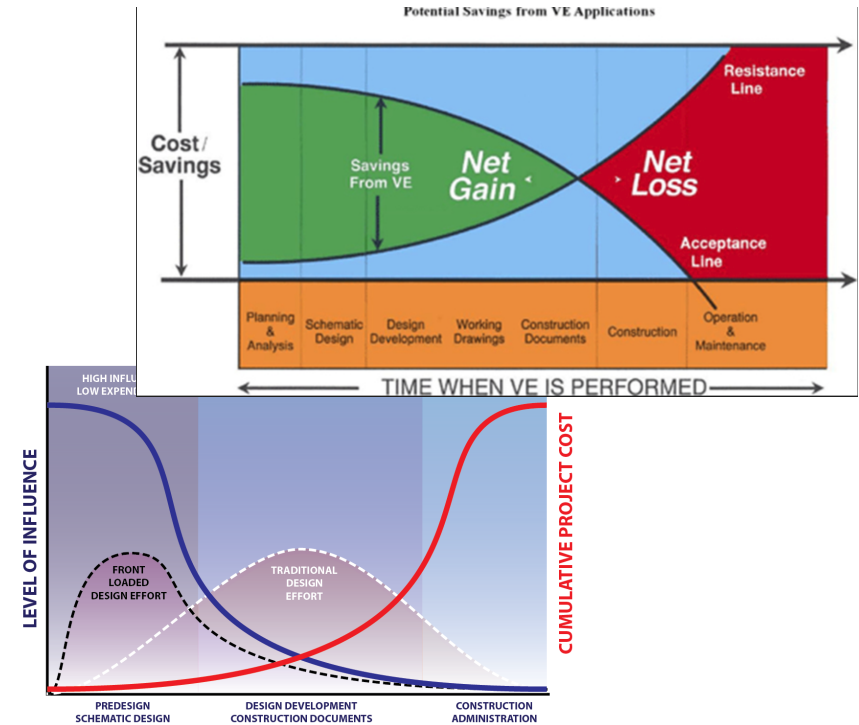 Potential Savings from VE Applications
Resistance
Line
Cost/
Savings
Savings
From VE
Net
Gain
Net
Loss
Acceptance
Line
Planning
&
Analysis
Schematic
Design
Design
Development
Working
Drawings
Construction
Documents
Construction
Operation
&
Maintenance
TIME WHEN VE IS PERFORMED
HIGH INFLU
LOW EXPEN
LEVEL OF INFLUENCE
CUMULATIVE PROJECT COST
FRONT
LOADED
DESIGN EFFORT
TRADITIONAL
DESIGN
EFFORT
PREDESIGN
SCHEMATIC DESIGN
DESIGN DEVELOPMENT
CONSTRUCTION DOCUMENTS
CONSTRUCTION
ADMINISTRATION